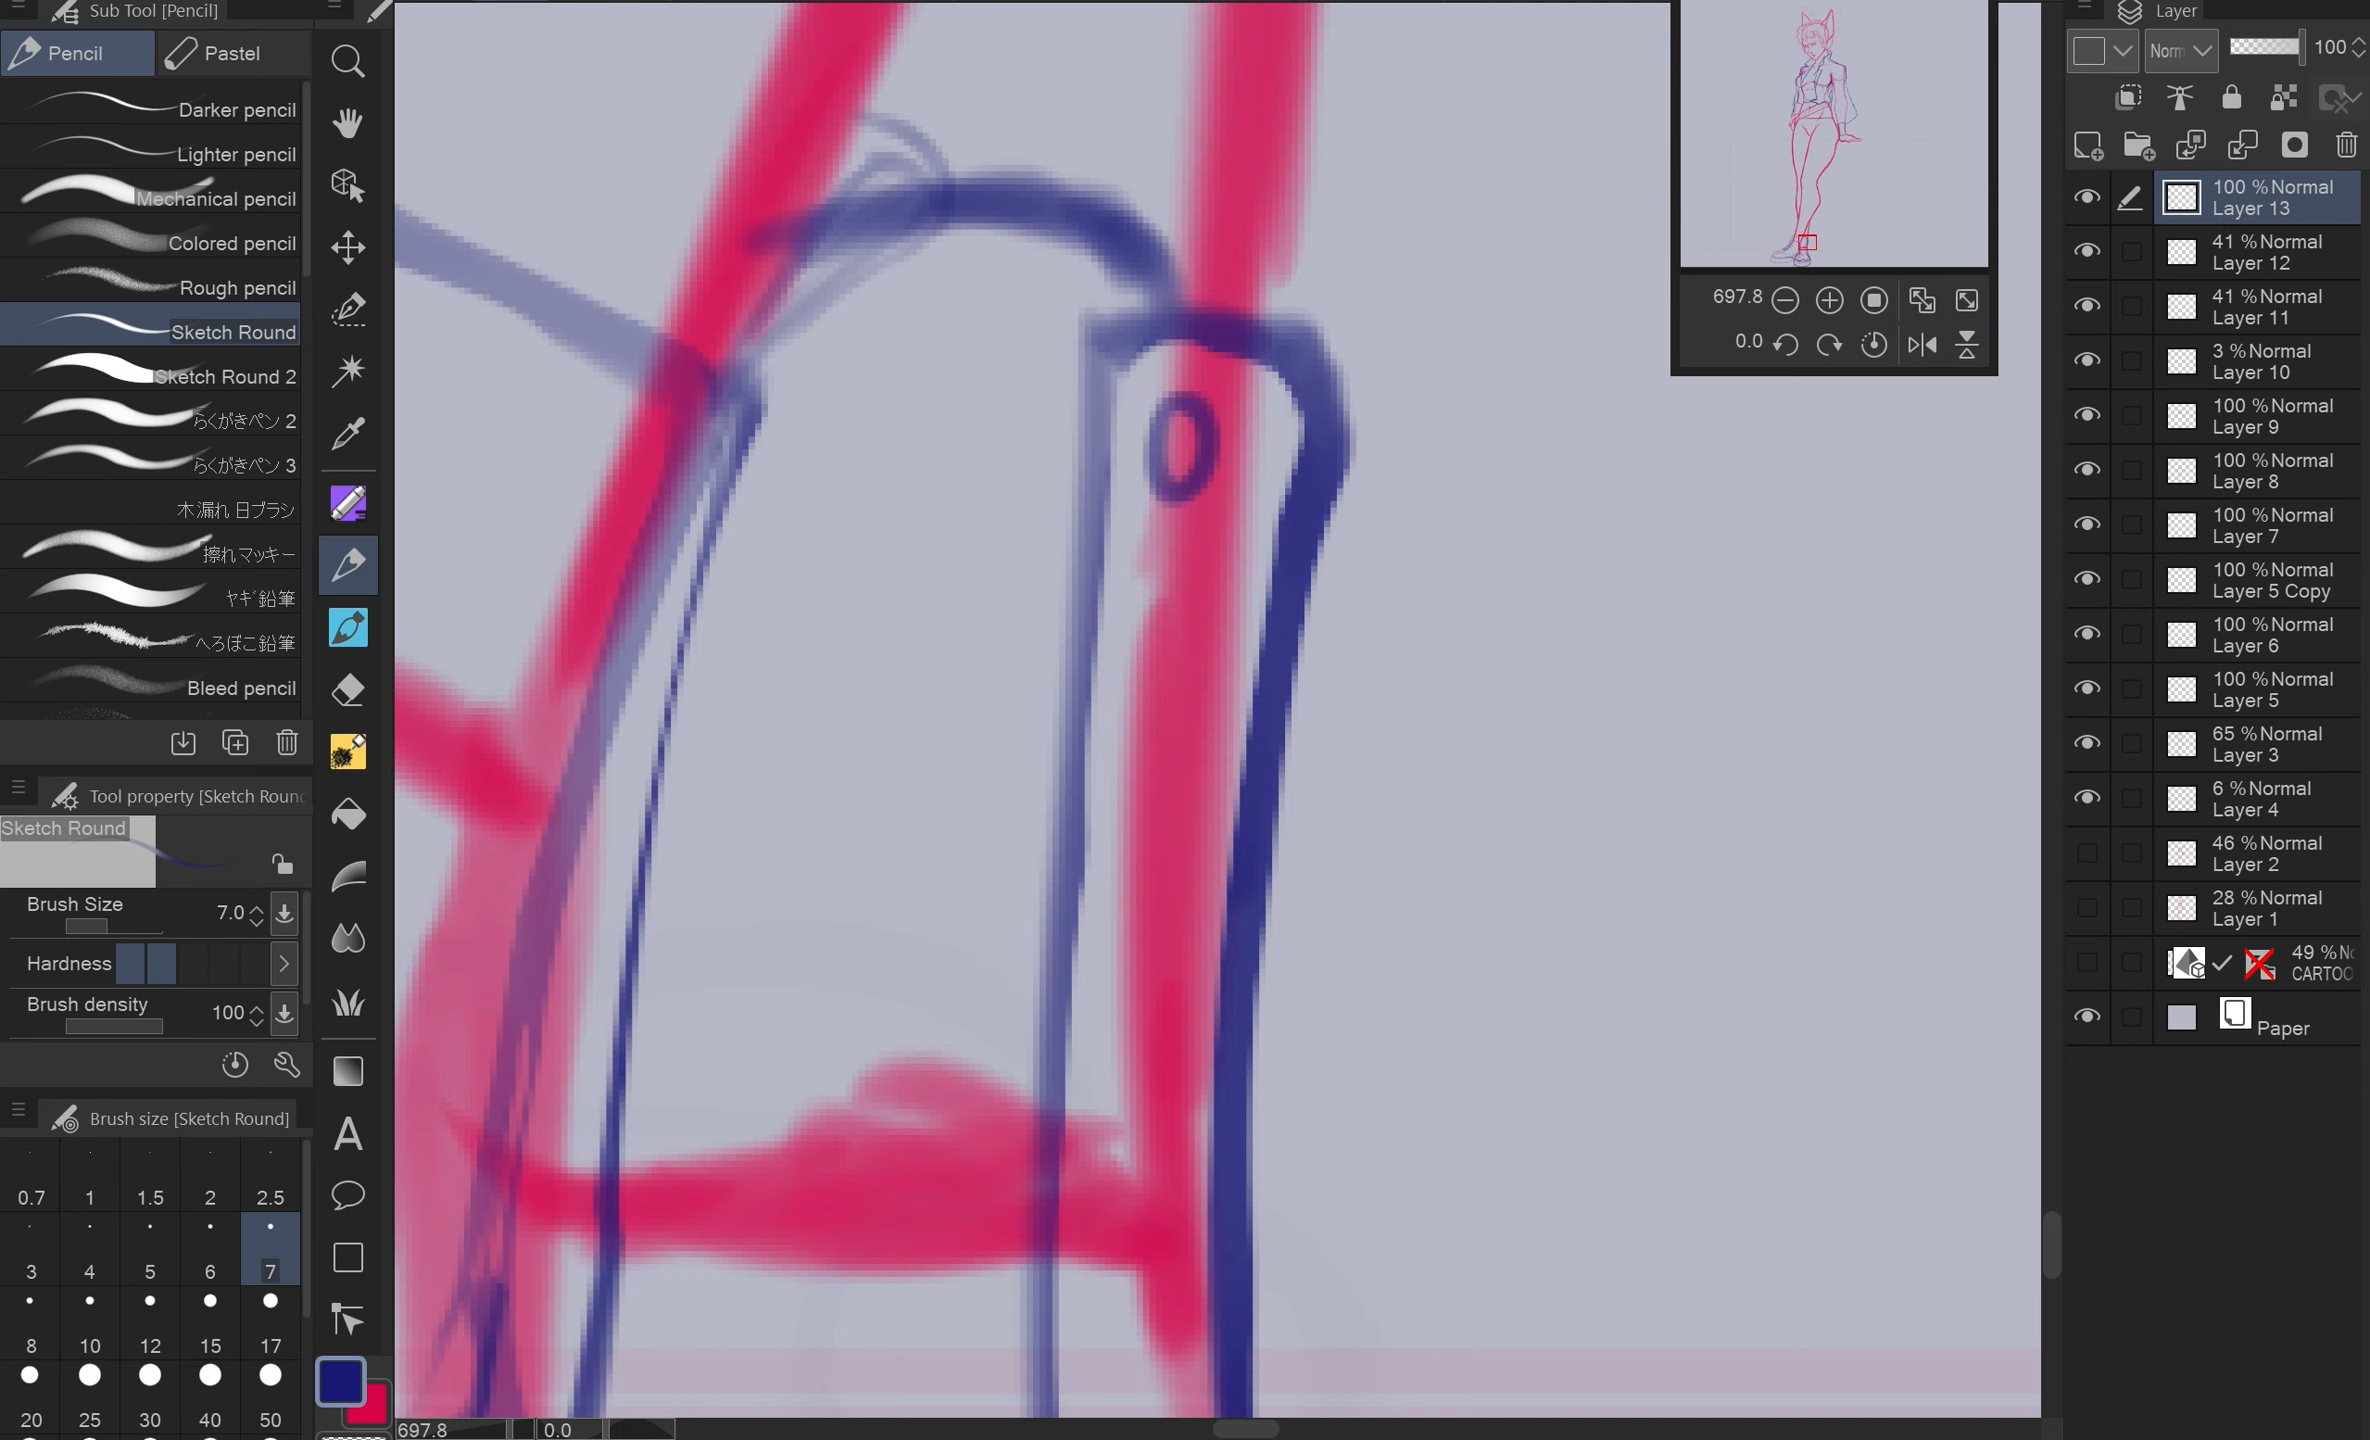 Sub Tool [Pencil]
Pencil
Pastel
Darker pencil
Lighter pencil
Mechanical pencil
Colored pencil
Rough pencil
Sketch Round
Sketch Round 2
らくがきペン 2
らくがきペン 3
木漏れ日ブラシ
擦れマッキー
ヤギ鉛筆
へろぽこ鉛筆
Bleed pencil
Tool property [Sketch Roun
Sketch Round
Brush Size 7.0
Hardness
Brush density 100
Brush size [Sketch Round]
0.7 1 1.5 2 2.5
3 4 5 6 7
8 10 12 15 17
20 25 30 40 50
697.8 0.0
697.8
0.0
Layer
Norm 100
100 %Normal
Layer 13
41 %Normal
Layer 12
41 %Normal
Layer 11
3 %Normal
Layer 10
100 %Normal
Layer 9
100 %Normal
Layer 8
100 %Normal
Layer 7
100 %Normal
Layer 5 Copy
100 %Normal
Layer 6
100 %Normal
Layer 5
65 %Normal
Layer 3
6 %Normal
Layer 4
46 %Normal
Layer 2
28 %Normal
Layer 1
49 %No
CARTOO
Paper